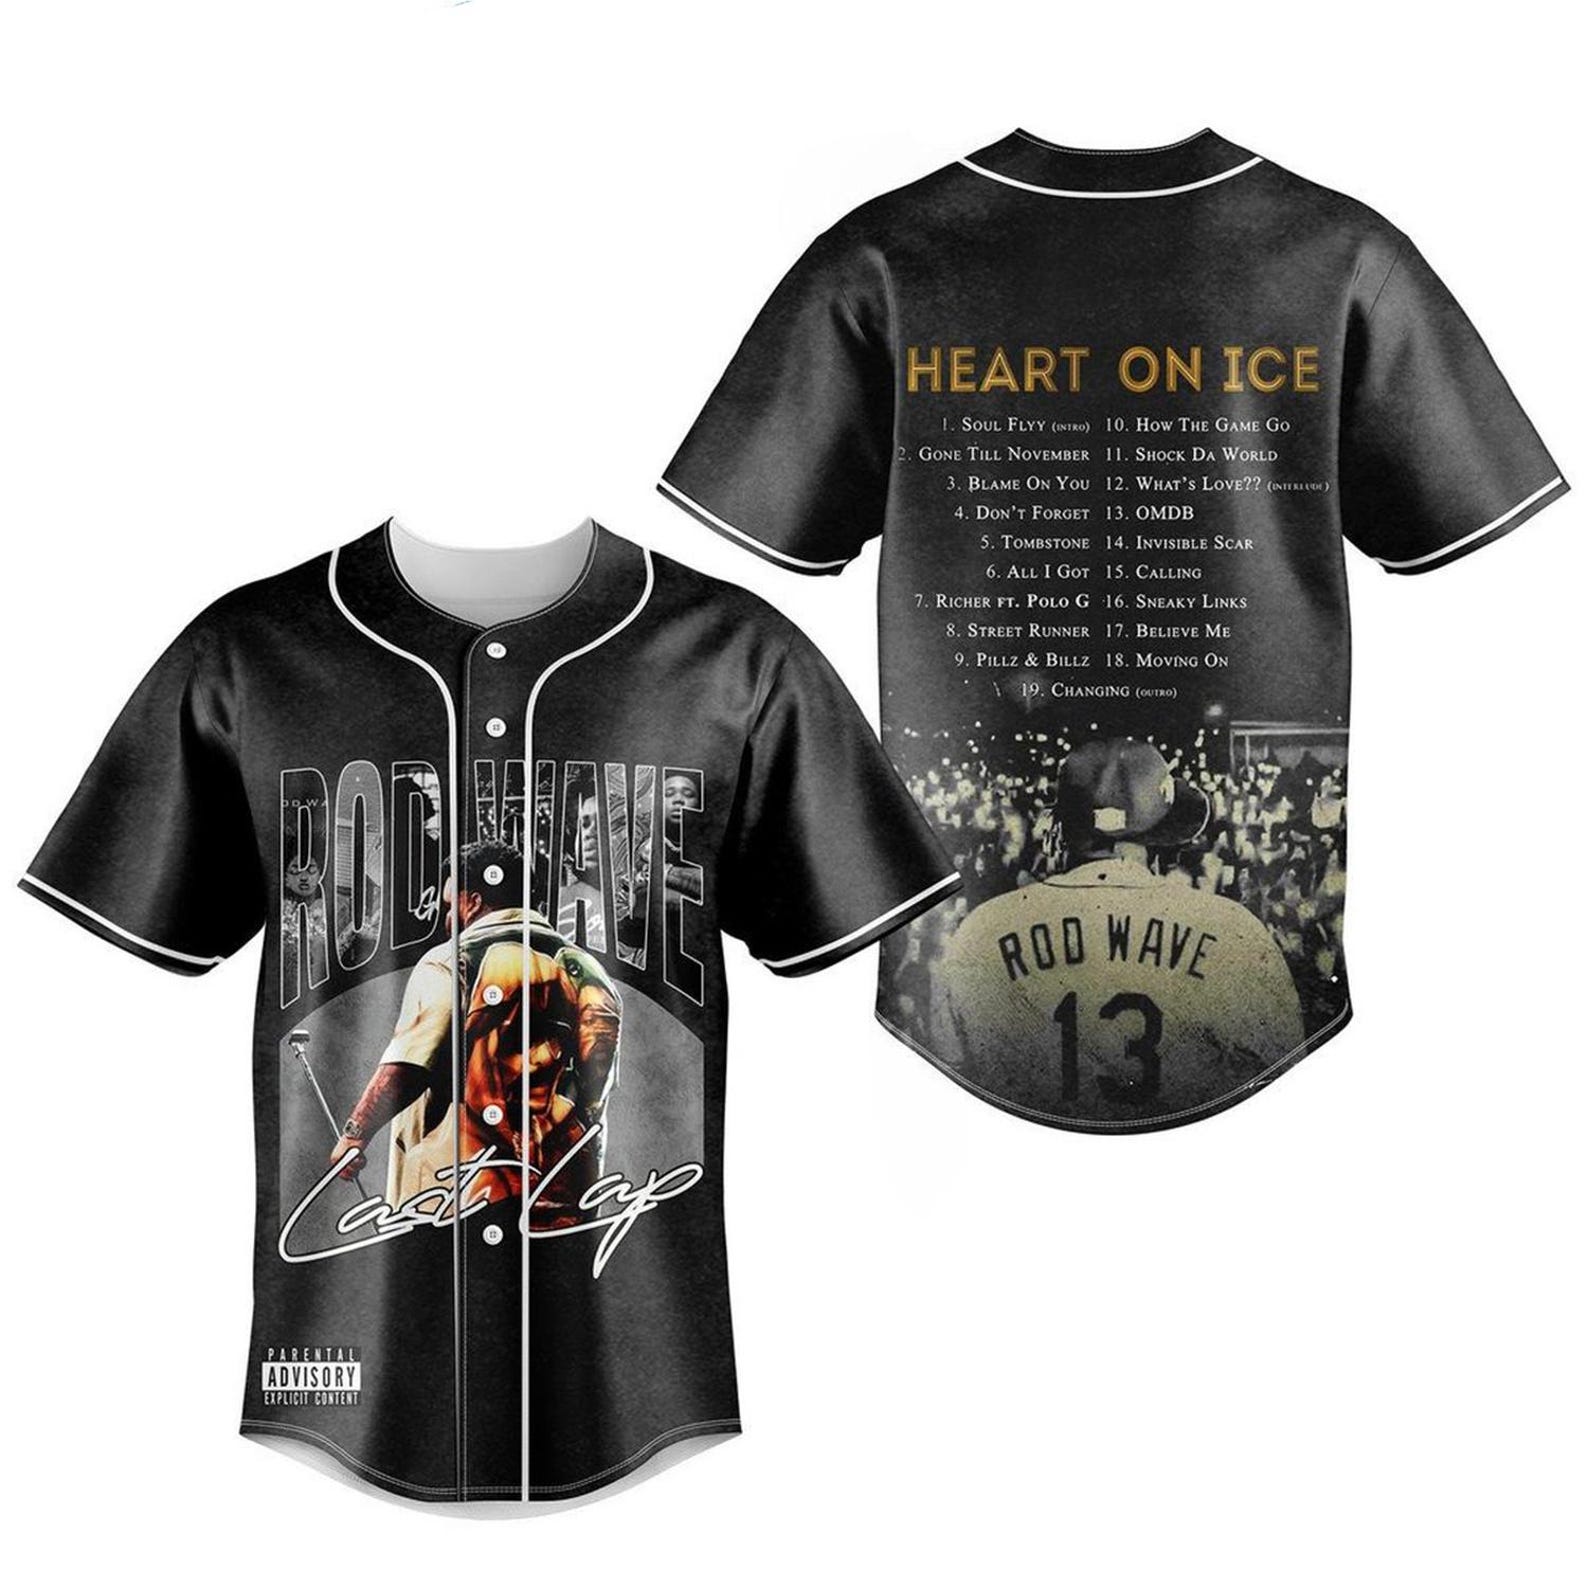 ROD WAVE
Last Lap
PARENTAL
ADVISORY
EXPLICIT CONTENT
HEART ON ICE
1. SOUL FLYY (INTRO)
2. GONE TILL NOVEMBER
3. BLAME ON YOU
4. DON'T FORGET
5. TOMBSTONE
6. ALL I GOT
7. RICHER FT. POLO G
8. STREET RUNNER
9. PILLZ & BILLZ
10. HOW THE GAME GO
11. SHOCK DA WORLD
12. WHAT'S LOVE?? (INTERLUDE)
13. OMDB
14. INVISIBLE SCAR
15. CALLING
16. SNEAKY LINKS
17. BELIEVE ME
18. MOVING ON
19. CHANGING (OUTRO)
ROD WAVE
13